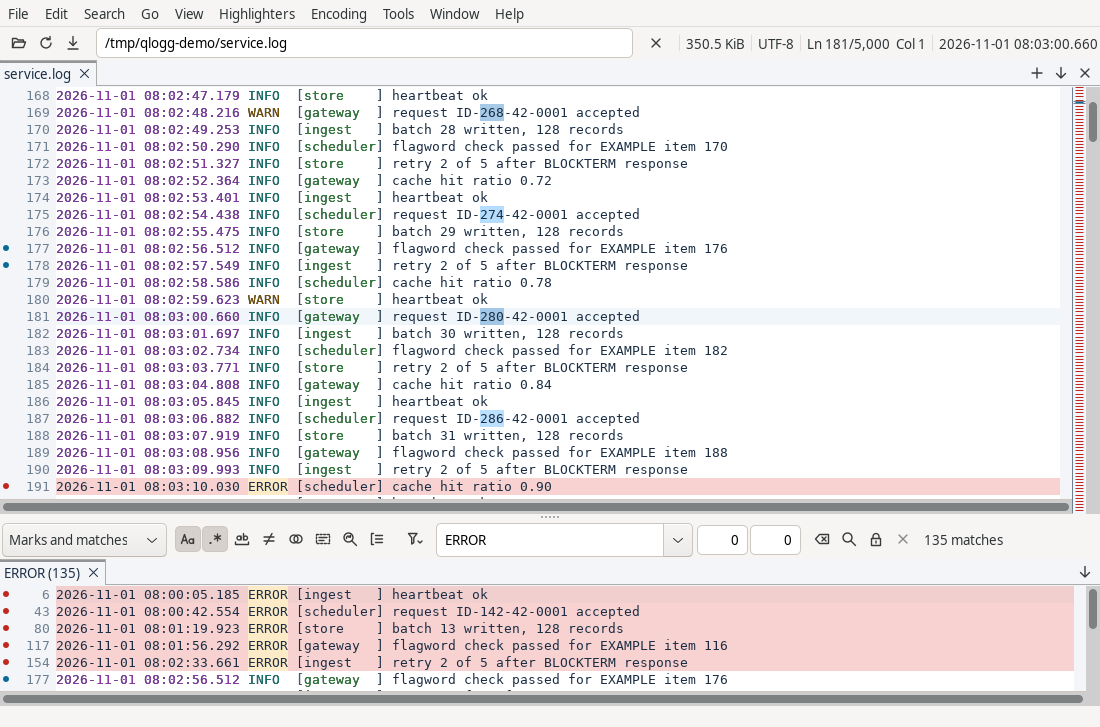 File Edit Search Go View Highlighters Encoding Tools Window Help
/tmp/qlogg-demo/service.log 350.5 KiB UTF-8 Ln 181/5,000 Col 1 2026-11-01 08:03:00.660
service.log
168 2026-11-01 08:02:47.179 INFO [store ] heartbeat ok
169 2026-11-01 08:02:48.216 WARN [gateway ] request ID-268-42-0001 accepted
170 2026-11-01 08:02:49.253 INFO [ingest ] batch 28 written, 128 records
171 2026-11-01 08:02:50.290 INFO [scheduler] flagword check passed for EXAMPLE item 170
172 2026-11-01 08:02:51.327 INFO [store ] retry 2 of 5 after BLOCKTERM response
173 2026-11-01 08:02:52.364 INFO [gateway ] cache hit ratio 0.72
174 2026-11-01 08:02:53.401 INFO [ingest ] heartbeat ok
175 2026-11-01 08:02:54.438 INFO [scheduler] request ID-274-42-0001 accepted
176 2026-11-01 08:02:55.475 INFO [store ] batch 29 written, 128 records
177 2026-11-01 08:02:56.512 INFO [gateway ] flagword check passed for EXAMPLE item 176
178 2026-11-01 08:02:57.549 INFO [ingest ] retry 2 of 5 after BLOCKTERM response
179 2026-11-01 08:02:58.586 INFO [scheduler] cache hit ratio 0.78
180 2026-11-01 08:02:59.623 WARN [store ] heartbeat ok
181 2026-11-01 08:03:00.660 INFO [gateway ] request ID-280-42-0001 accepted
182 2026-11-01 08:03:01.697 INFO [ingest ] batch 30 written, 128 records
183 2026-11-01 08:03:02.734 INFO [scheduler] flagword check passed for EXAMPLE item 182
184 2026-11-01 08:03:03.771 INFO [store ] retry 2 of 5 after BLOCKTERM response
185 2026-11-01 08:03:04.808 INFO [gateway ] cache hit ratio 0.84
186 2026-11-01 08:03:05.845 INFO [ingest ] heartbeat ok
187 2026-11-01 08:03:06.882 INFO [scheduler] request ID-286-42-0001 accepted
188 2026-11-01 08:03:07.919 INFO [store ] batch 31 written, 128 records
189 2026-11-01 08:03:08.956 INFO [gateway ] flagword check passed for EXAMPLE item 188
190 2026-11-01 08:03:09.993 INFO [ingest ] retry 2 of 5 after BLOCKTERM response
191 2026-11-01 08:03:10.030 ERROR [scheduler] cache hit ratio 0.90
Marks and matches Aa .* ab ERROR 0 0 135 matches
ERROR (135)
6 2026-11-01 08:00:05.185 ERROR [ingest ] heartbeat ok
43 2026-11-01 08:00:42.554 ERROR [scheduler] request ID-142-42-0001 accepted
80 2026-11-01 08:01:19.923 ERROR [store ] batch 13 written, 128 records
117 2026-11-01 08:01:56.292 ERROR [gateway ] flagword check passed for EXAMPLE item 116
154 2026-11-01 08:02:33.661 ERROR [ingest ] retry 2 of 5 after BLOCKTERM response
177 2026-11-01 08:02:56.512 INFO [gateway ] flagword check passed for EXAMPLE item 176